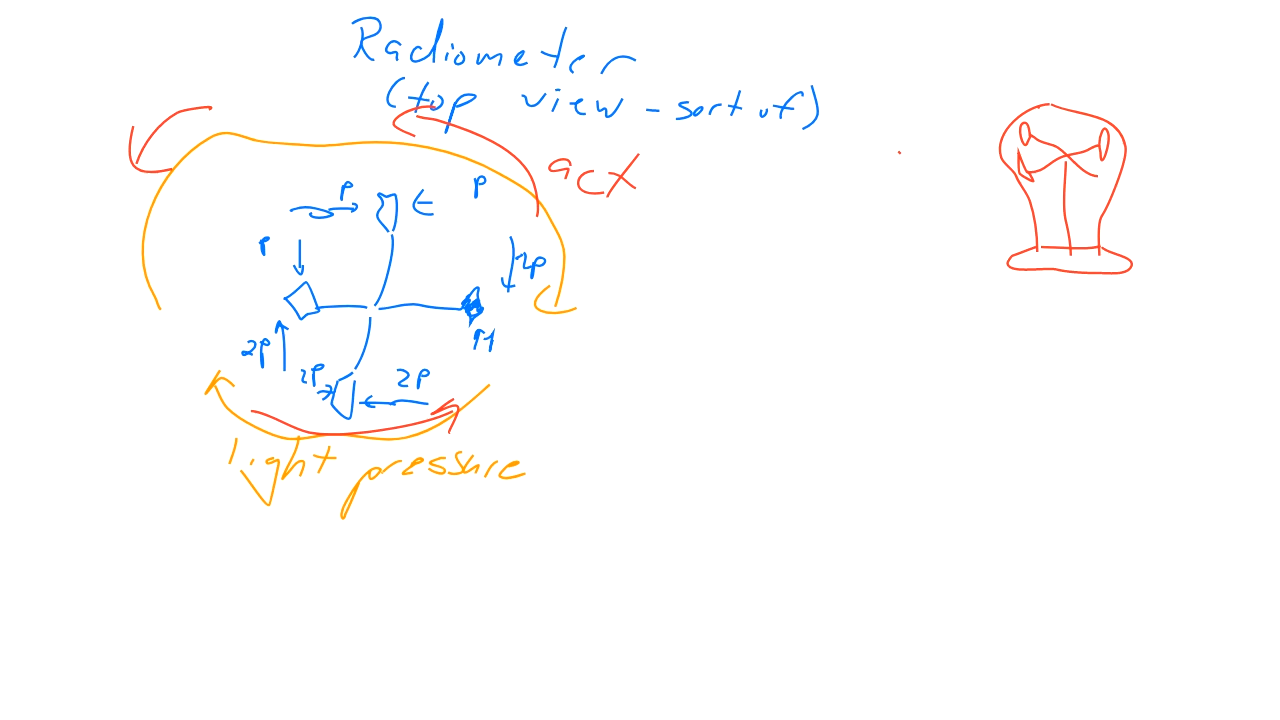 Radiometer
(top view - sort of)
act
P
P
P
2P
2P
2P
2P
light pressure